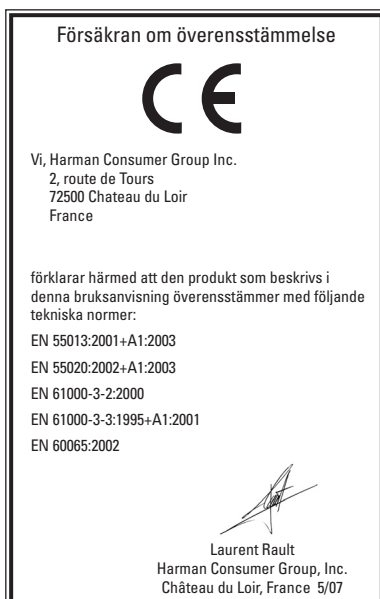 Försäkran om överensstämmelse
CE
Vi, Harman Consumer Group Inc.
2, route de Tours
72500 Chateau du Loir
France
förklarar härmed att den produkt som beskrivs i
denna bruksanvisning överensstämmer med följande
tekniska normer:
EN 55013:2001+A1:2003
EN 55020:2002+A1:2003
EN 61000-3-2:2000
EN 61000-3-3:1995+A1:2001
EN 60065:2002
Laurent Rault
Harman Consumer Group, Inc.
Château du Loir, France 5/07